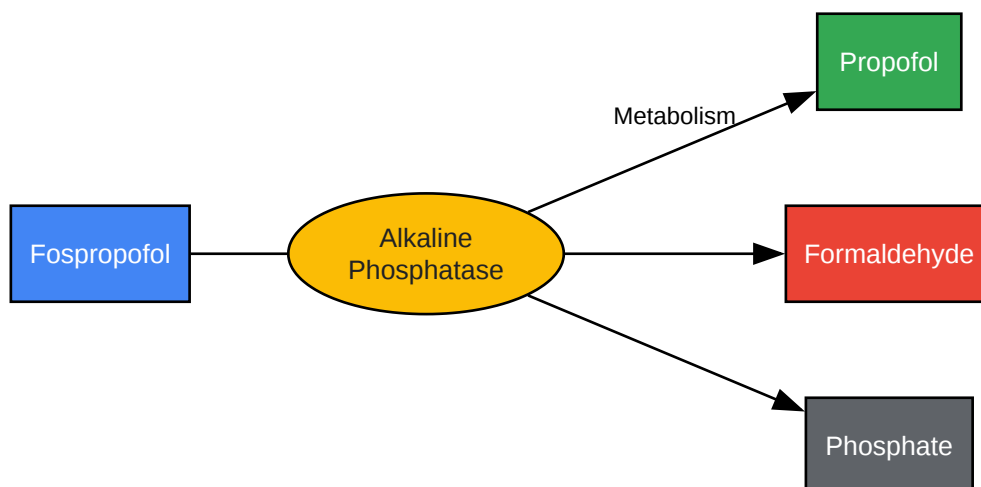 Propofol
Metabolism
Fospropofol
Alkaline
Phosphatase
Formaldehyde
Phosphate